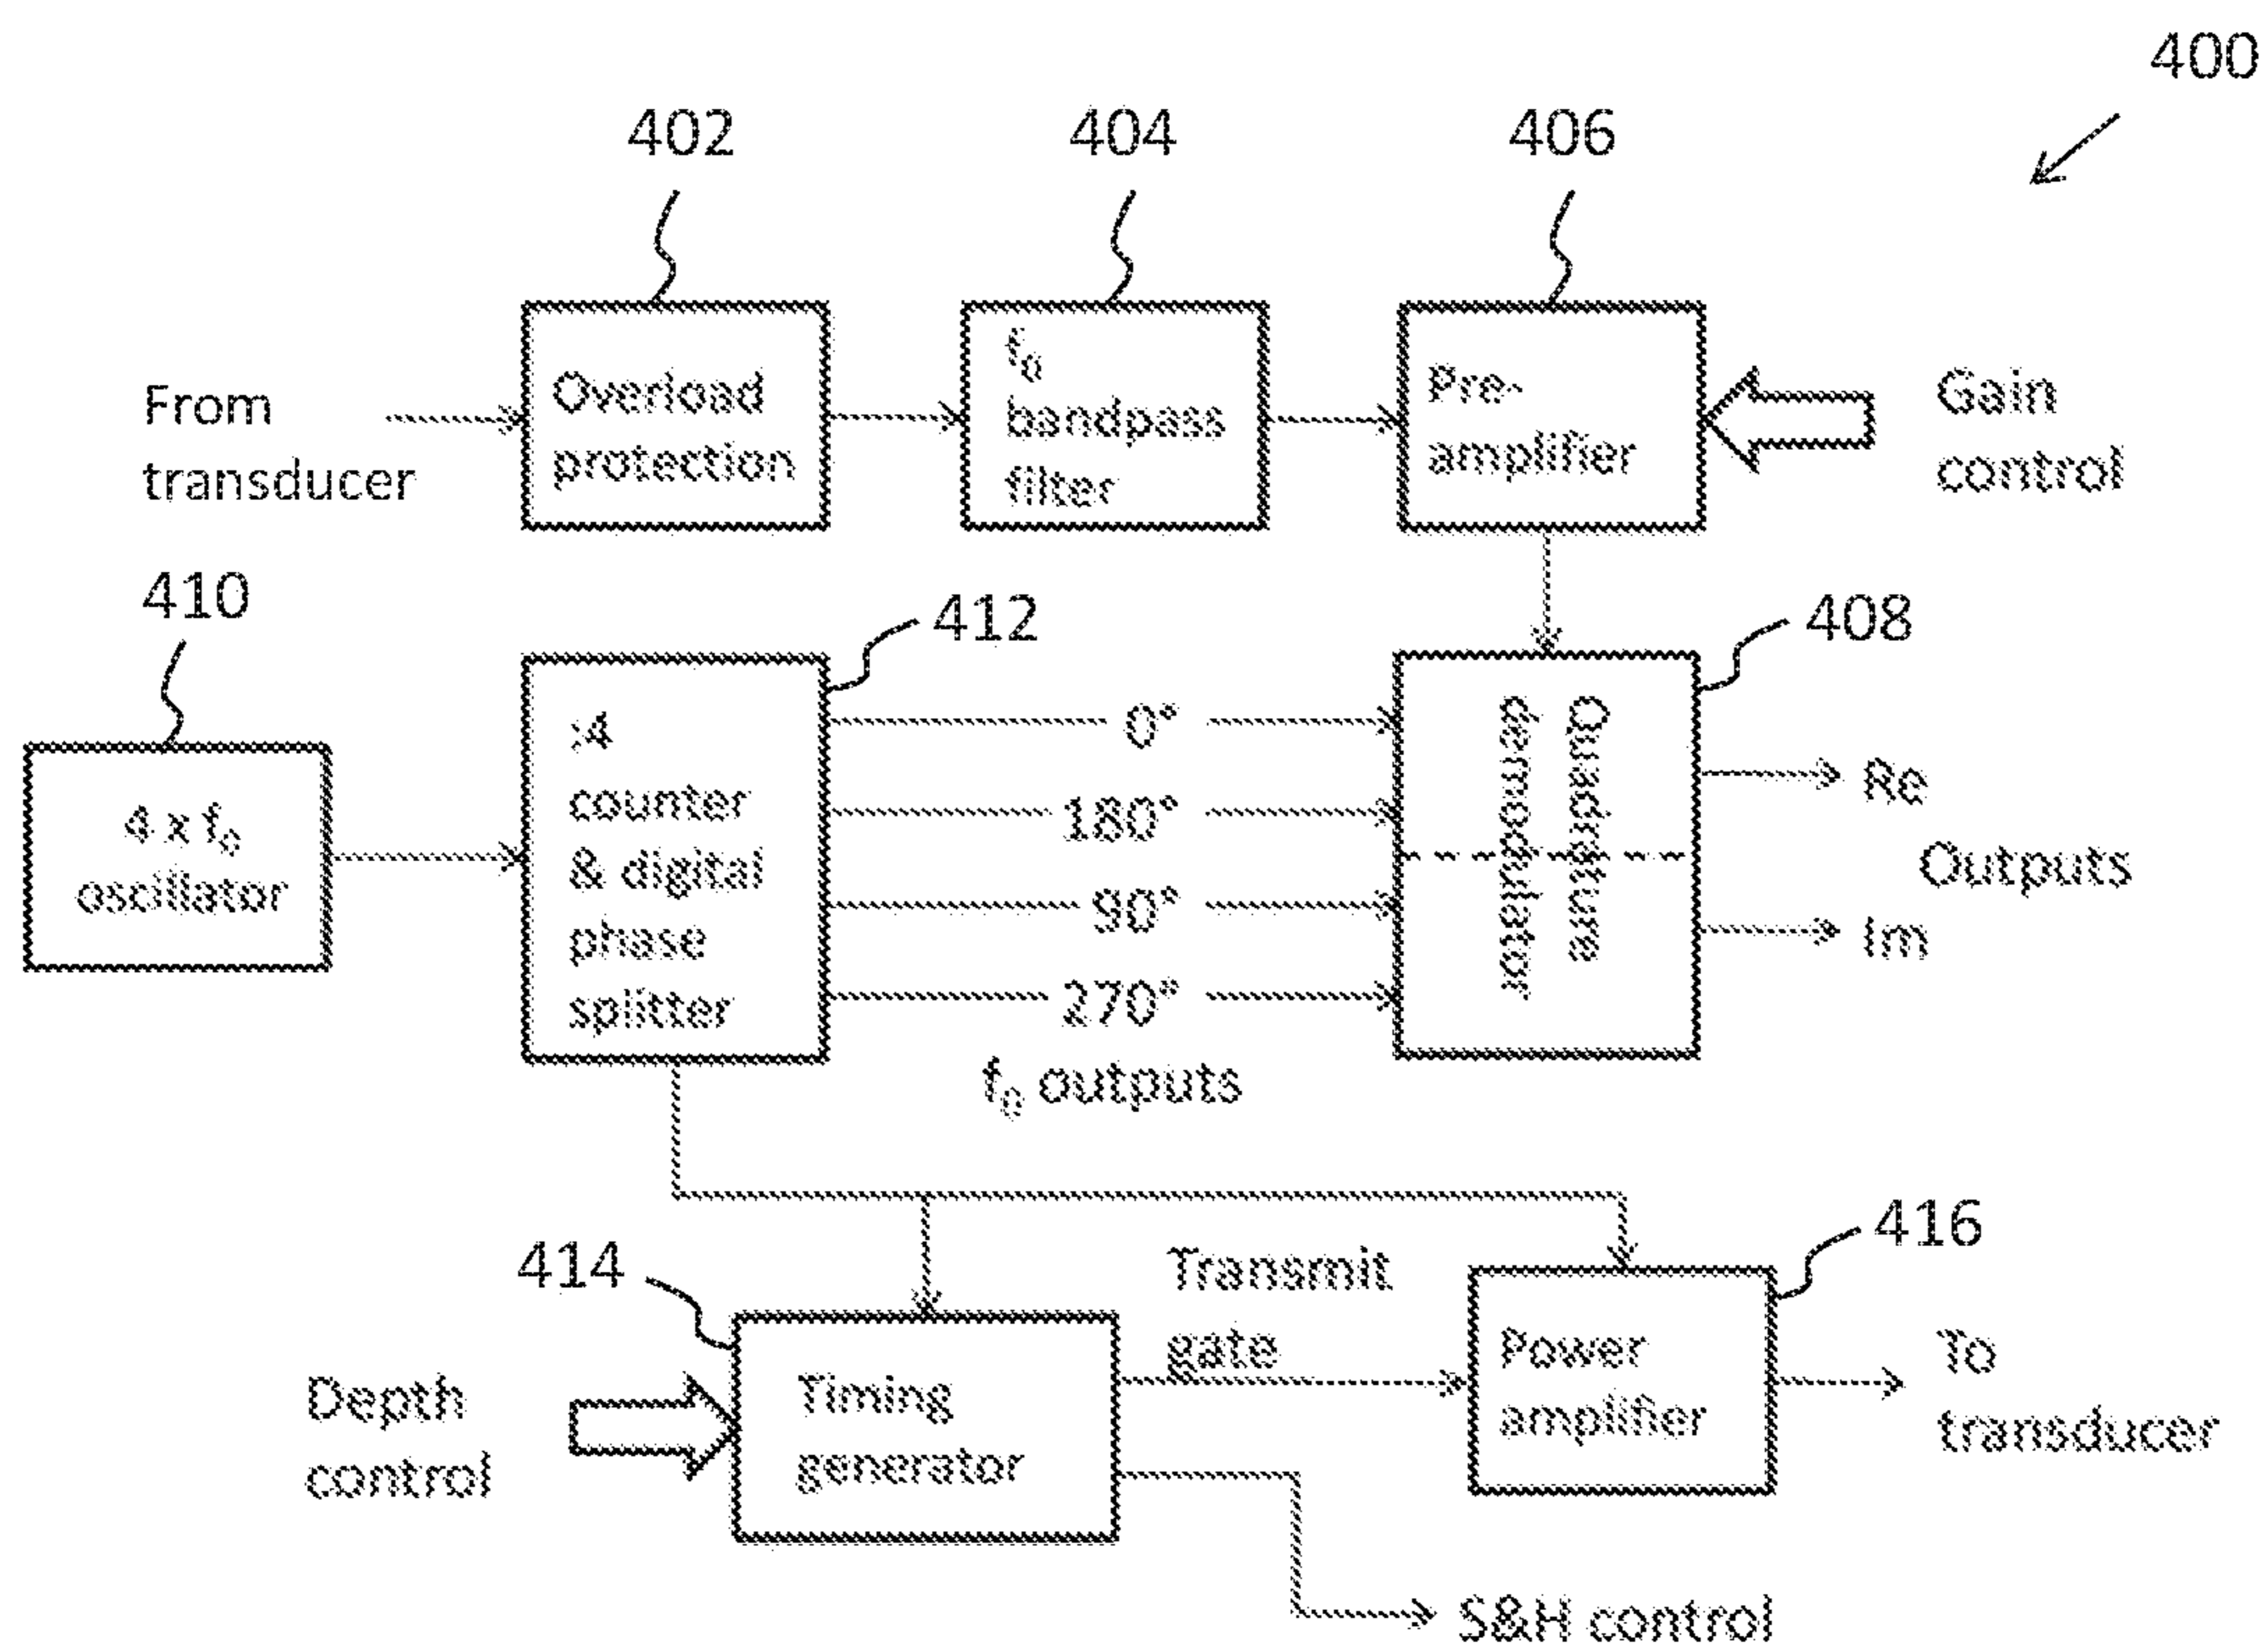 400
402
404
406
From
transducer
Overload
protection
f0
bandpass
filter
Pre-
amplifier
Gain
control
410
412
408
4 x f0
oscillator
:4
counter
& digital
phase
splitter
0°
180°
90°
270°
f0 outputs
Quadrature
demodulator
Re
Outputs
Im
414
416
Depth
control
Timing
generator
Transmit
gate
Power
amplifier
To
transducer
S&H control